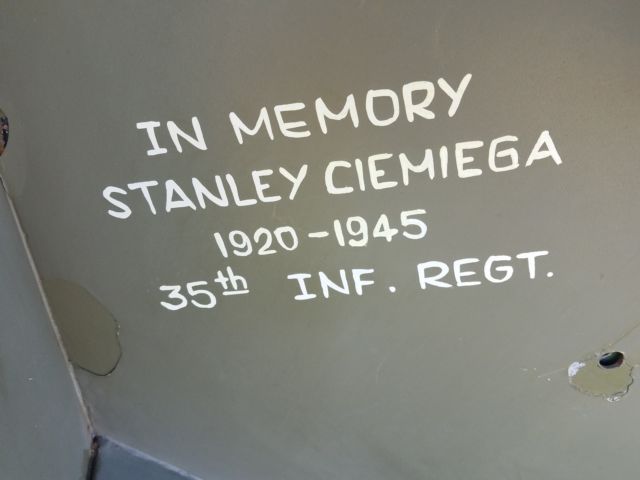 IN MEMORY
STANLEY CIEMIEGA
1920-1945
35th INF. REGT.